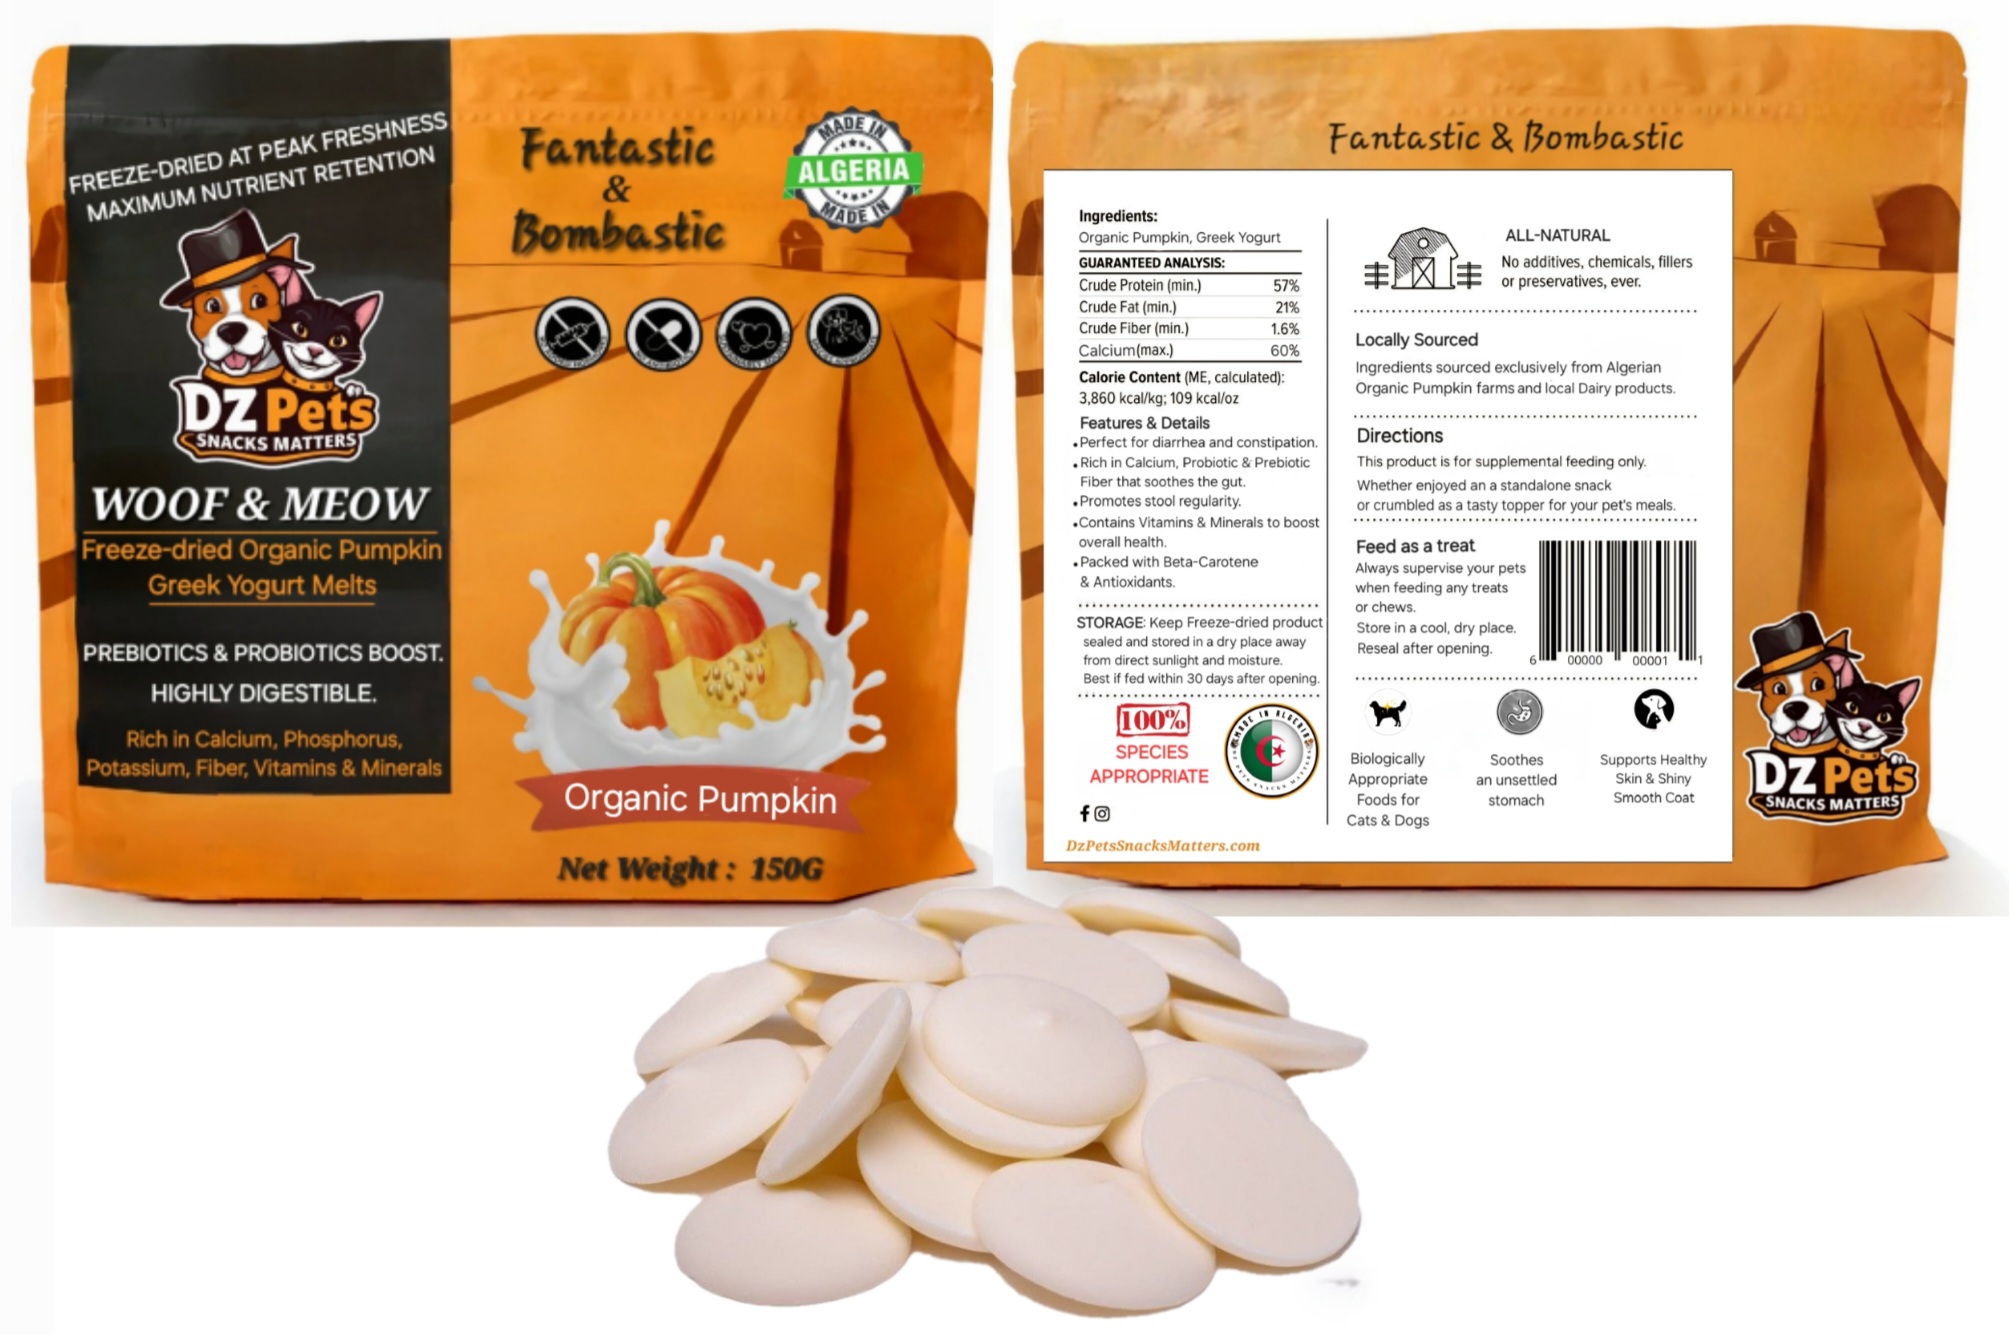 FREEZE-DRIED AT PEAK FRESHNESS
MAXIMUM NUTRIENT RETENTION
DZ Pets
SNACKS MATTERS
WOOF & MEOW
Freeze-dried Organic Pumpkin
Greek Yogurt Melts
PREBIOTICS & PROBIOTICS BOOST.
HIGHLY DIGESTIBLE.
Rich in Calcium, Phosphorus,
Potassium, Fiber, Vitamins & Minerals
Fantastic
&
Bombastic
MADE IN
ALGERIA
MADE IN
Organic Pumpkin
Net Weight : 150G
Fantastic & Bombastic
Ingredients:
Organic Pumpkin, Greek Yogurt
GUARANTEED ANALYSIS:
Crude Protein (min.) 57%
Crude Fat (min.) 21%
Crude Fiber (min.) 1.6%
Calcium(max.) 60%
Calorie Content (ME, calculated):
3,860 kcal/kg; 109 kcal/oz
Features & Details
•Perfect for diarrhea and constipation.
•Rich in Calcium, Probiotic & Prebiotic
Fiber that soothes the gut.
•Promotes stool regularity.
•Contains Vitamins & Minerals to boost
overall health.
•Packed with Beta-Carotene
& Antioxidants.
STORAGE: Keep Freeze-dried product
sealed and stored in a dry place away
from direct sunlight and moisture.
Best if fed within 30 days after opening.
100%
SPECIES
APPROPRIATE
MADE IN ALGERIA
DzPetsSnacksMatters.com
ALL-NATURAL
No additives, chemicals, fillers
or preservatives, ever.
Locally Sourced
Ingredients sourced exclusively from Algerian
Organic Pumpkin farms and local Dairy products.
Directions
This product is for supplemental feeding only.
Whether enjoyed an a standalone snack
or crumbled as a tasty topper for your pet's meals.
Feed as a treat
Always supervise your pets
when feeding any treats
or chews.
Store in a cool, dry place.
Reseal after opening.
6 00000 00001 1
Biologically
Appropriate
Foods for
Cats & Dogs
Soothes
an unsettled
stomach
Supports Healthy
Skin & Shiny
Smooth Coat
DZ Pets
SNACKS MATTERS